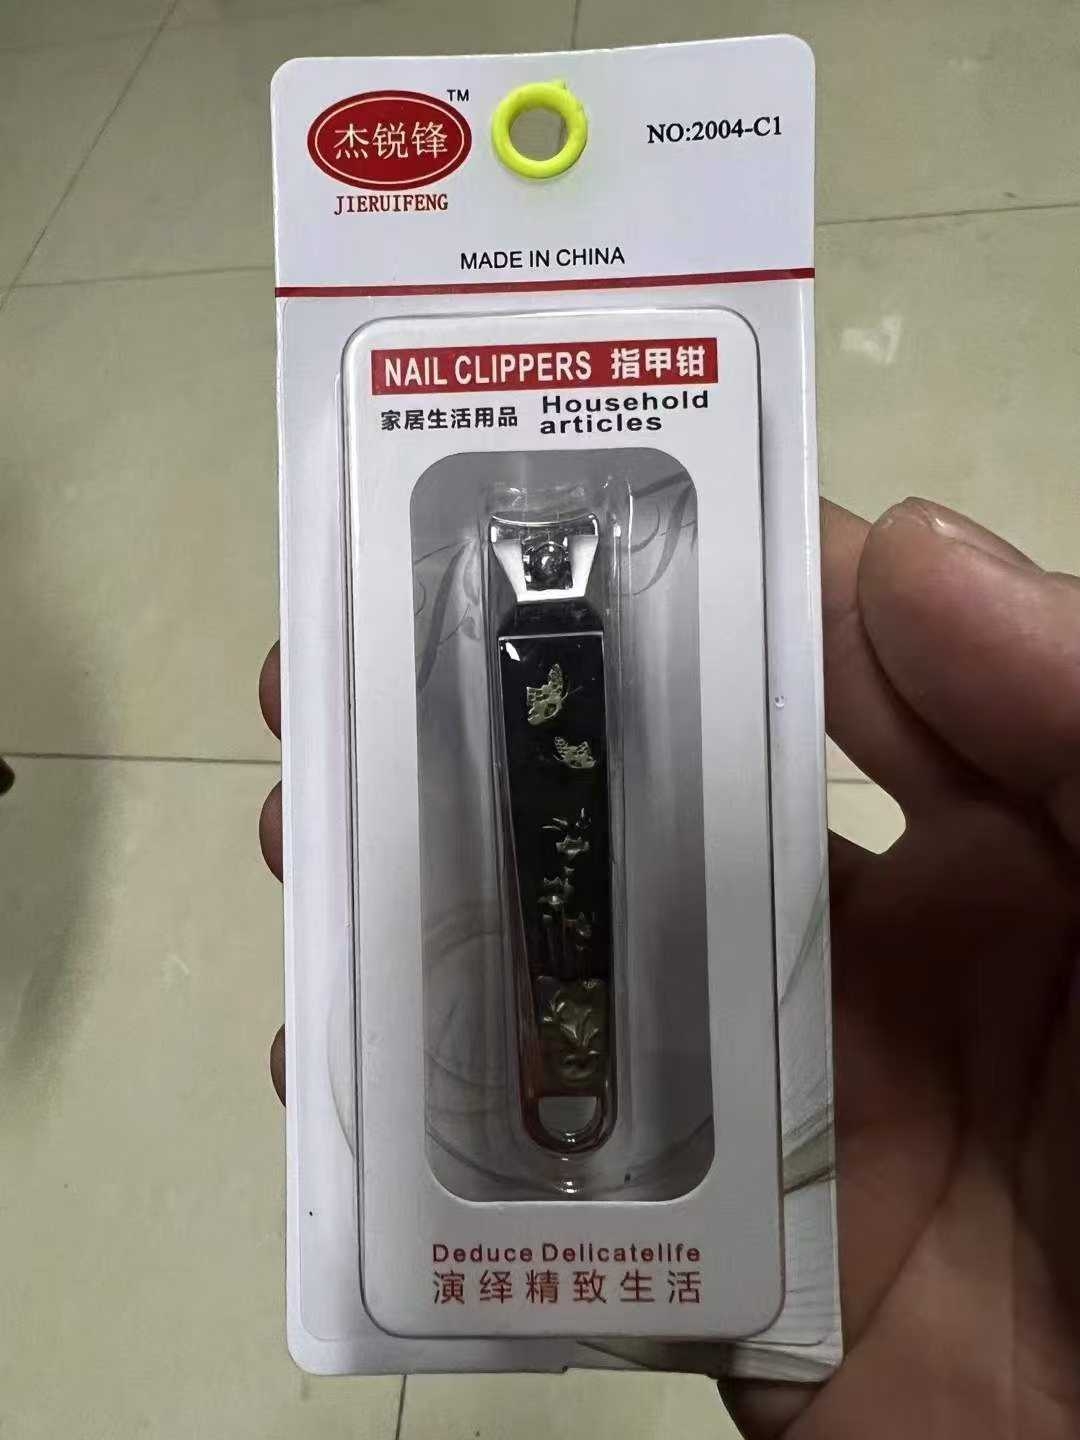 杰锐锋 TM
JIERUIFENG
NO:2004-C1
MADE IN CHINA
NAIL CLIPPERS 指甲钳
家居生活用品 Household
articles
Deduce Delicatelife
演绎精致生活